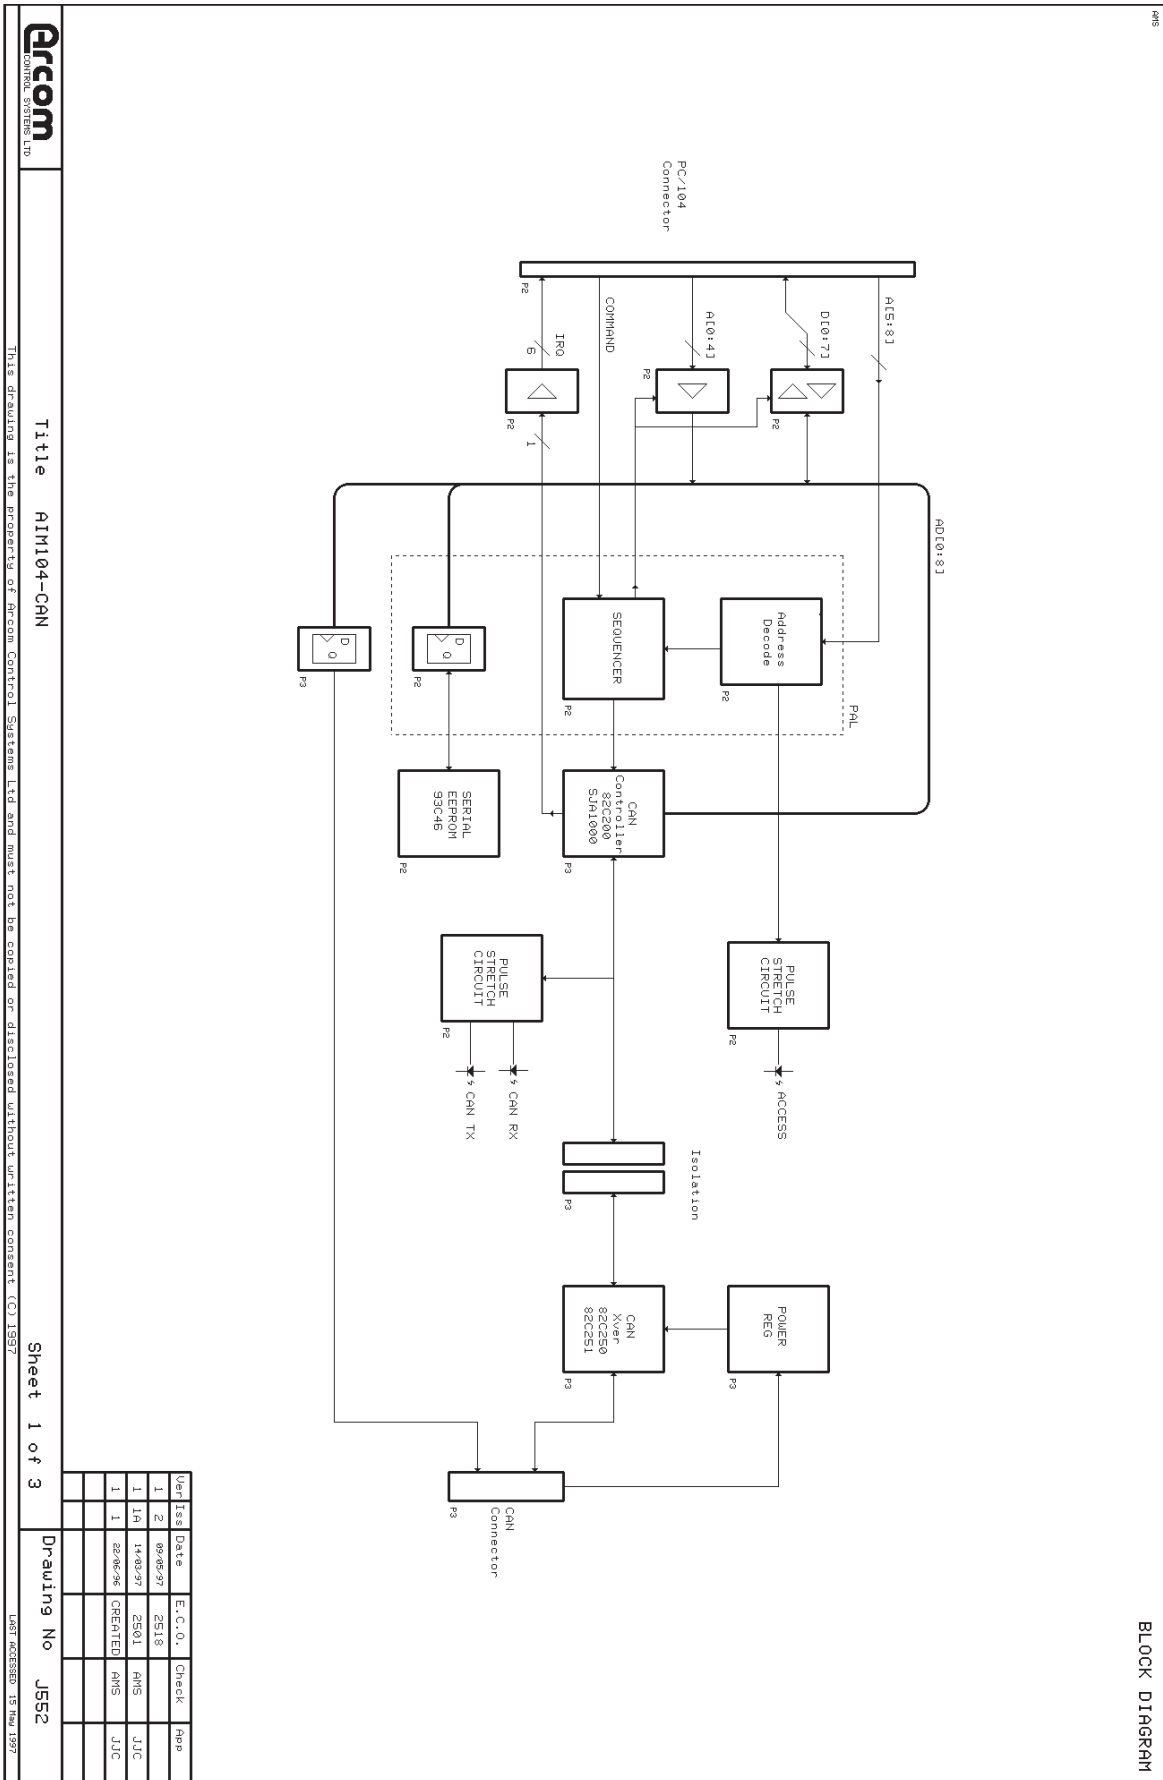 BLOCK DIAGRAM
AMS
PC/104
Connector
A[5:8]
D[0:7]
P2
A[0:4]
P2
COMMAND
IRQ
6
P2
P2
1
AD[0:8]
PAL
Address
Decode
P2
SEQUENCER
P2
D
Q
P2
D
Q
P3
CAN
Controller
82C200
SJA1000
P3
SERIAL
EEPROM
93C46
P2
PULSE
STRETCH
CIRCUIT
P2
ACCESS
PULSE
STRETCH
CIRCUIT
P2
CAN RX
CAN TX
Isolation
P3
POWER
REG
P3
CAN
Xver
82C250
82C251
P3
CAN
Connector
P3
Ver Iss Date E.C.O. Check App
1 2 09/05/97 2518
1 1A 14/03/97 2501 AMS JJC
1 1 22/06/96 CREATED AMS JJC
Arcom
CONTROL SYSTEMS LTD
Title AIM104-CAN
Sheet 1 of 3
Drawing No J552
This drawing is the property of Arcom Control Systems Ltd and must not be copied or disclosed without written consent (C) 1997
LAST ACCESSED 15 May 1997